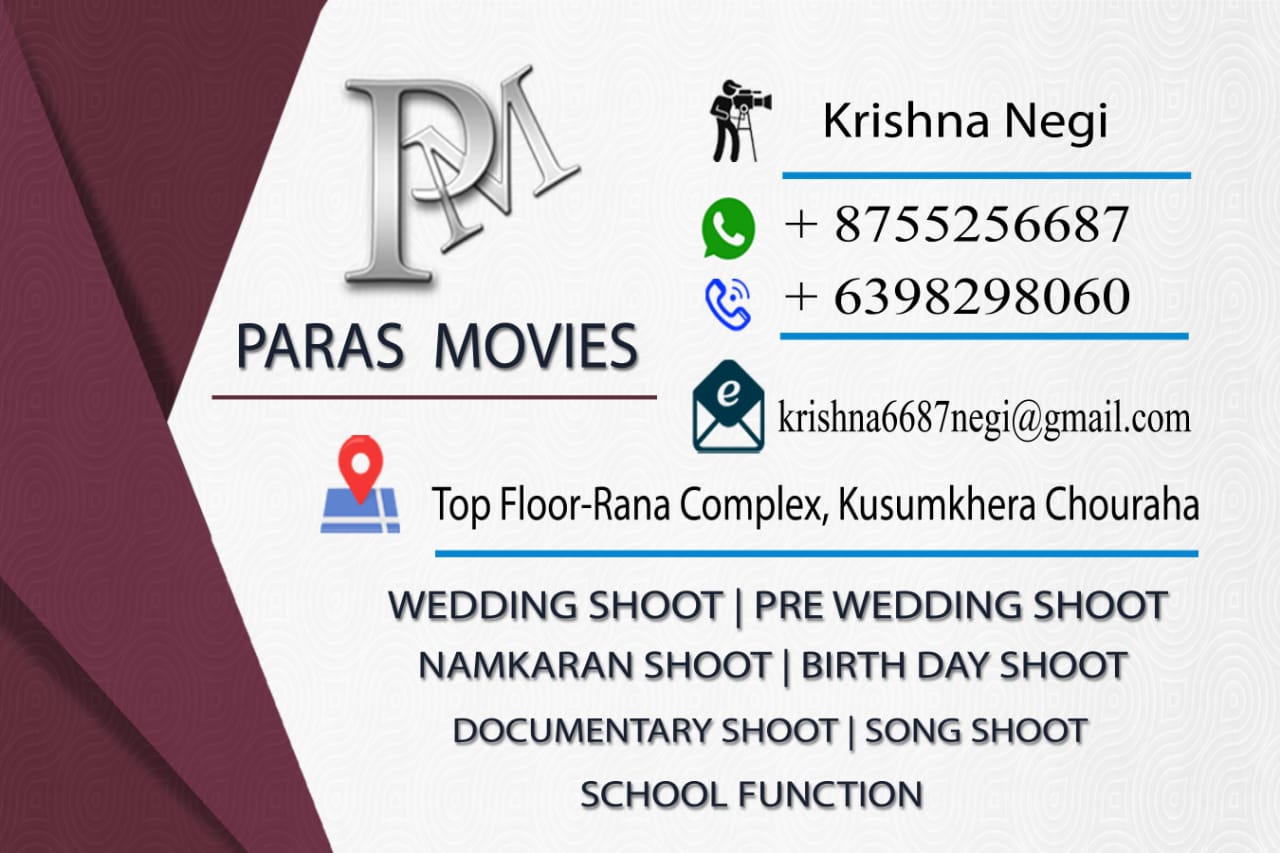 PM
PARAS MOVIES
Krishna Negi
+ 8755256687
+ 6398298060
e
krishna6687negi@gmail.com
Top Floor-Rana Complex, Kusumkhera Chouraha
WEDDING SHOOT | PRE WEDDING SHOOT
NAMKARAN SHOOT | BIRTH DAY SHOOT
DOCUMENTARY SHOOT | SONG SHOOT
SCHOOL FUNCTION